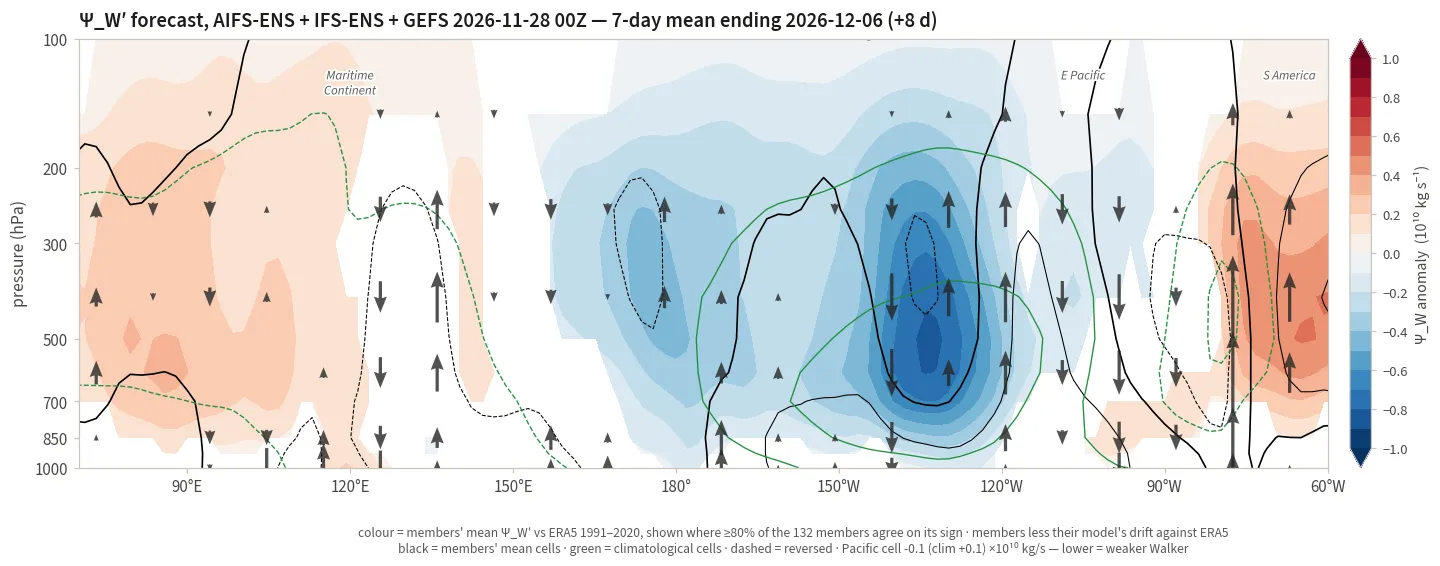 Ψ_W′ forecast, AIFS-ENS + IFS-ENS + GEFS 2026-11-28 00Z — 7-day mean ending 2026-12-06 (+8 d)
100
200
300
400
500
700
850
1000
pressure (hPa)
Maritime
Continent
E Pacific
S America
90°E
120°E
150°E
180°
150°W
120°W
90°W
60°W
1.0
0.8
0.6
0.4
0.2
0.0
−0.2
−0.4
−0.6
−0.8
−1.0
Ψ_W anomaly (10¹⁰ kg s⁻¹)
colour = members' mean Ψ_W′ vs ERA5 1991–2020, shown where ≥80% of the 132 members agree on its sign · members less their model's drift against ERA5
black = members' mean cells · green = climatological cells · dashed = reversed · Pacific cell -0.1 (clim +0.1) ×10¹⁰ kg/s — lower = weaker Walker